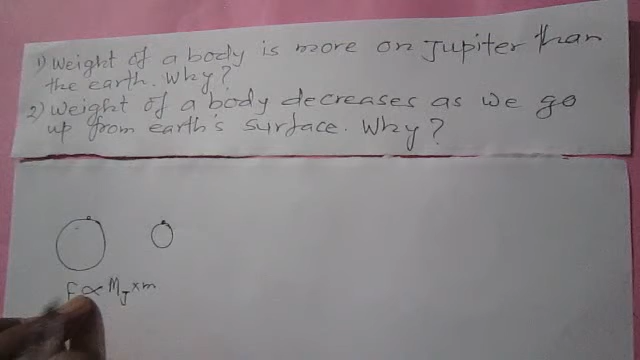 1) Weight of a body is more on Jupiter than
the earth. Why?
2) Weight of a body decreases as we go
up from earth's surface. Why?
F ∝ M_J × m